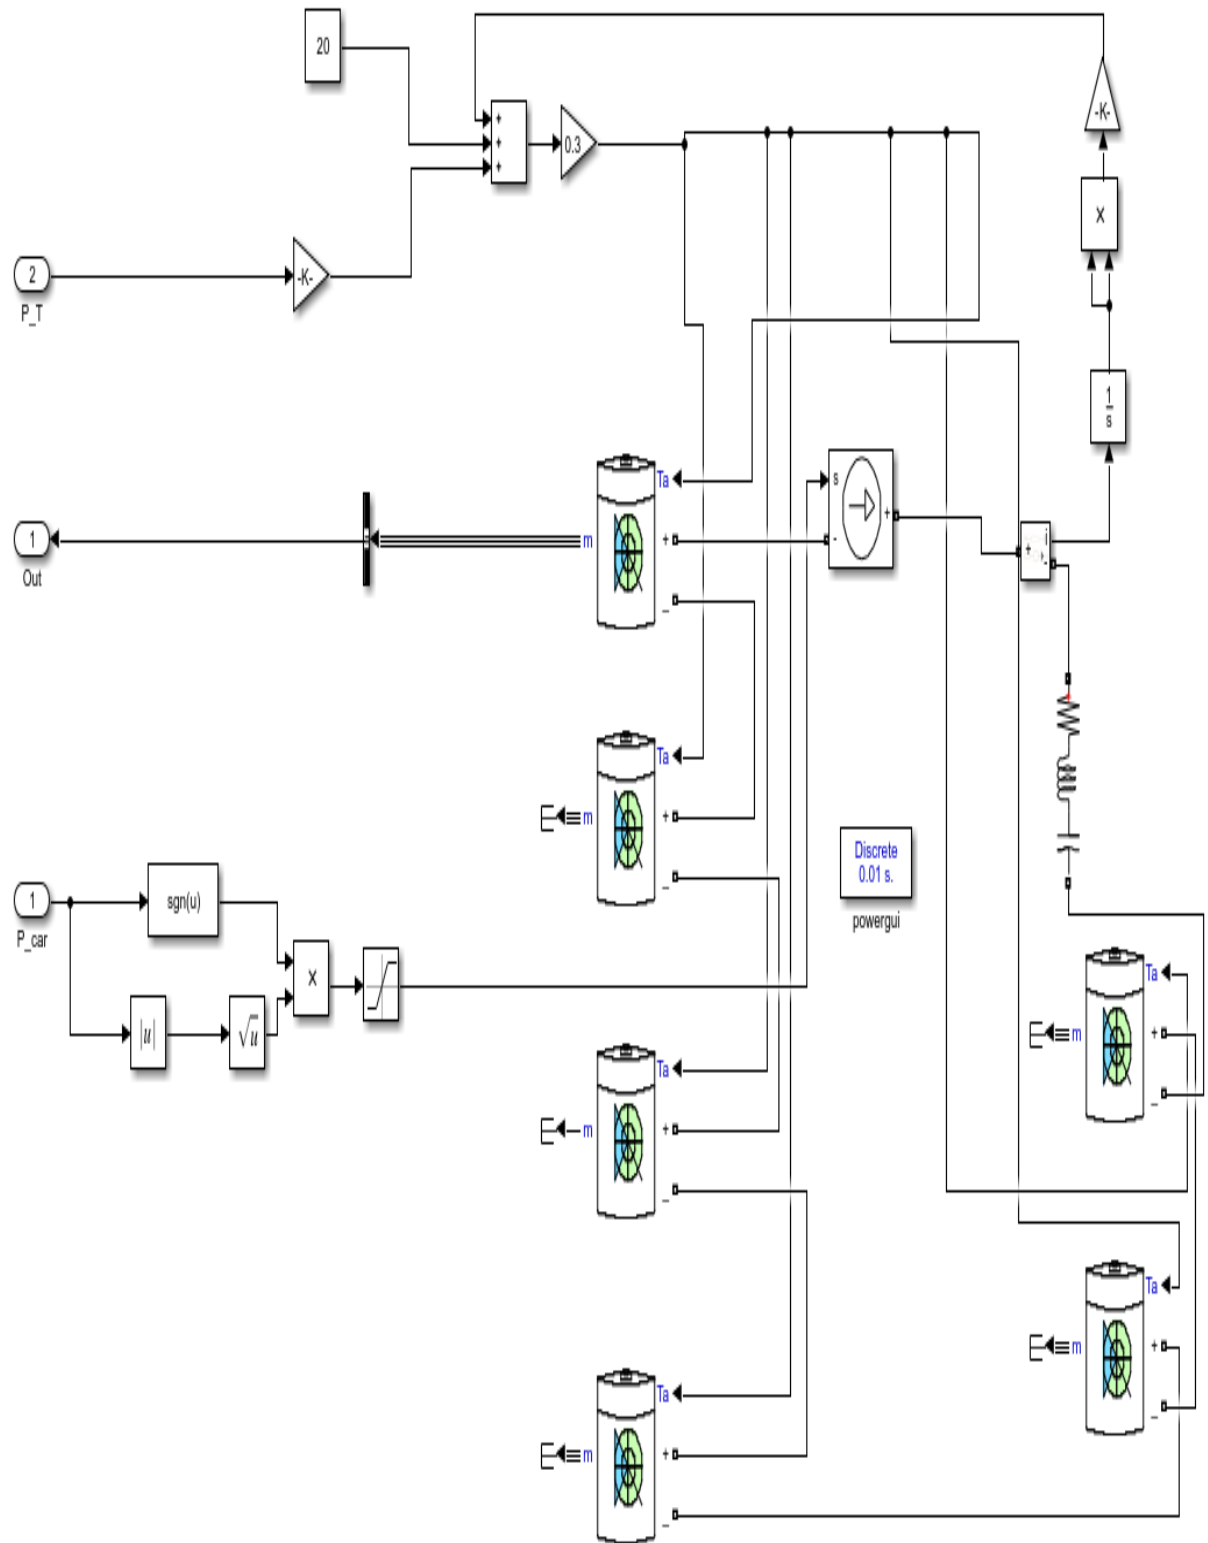 20
+
+
+
0.3
-K-
x
2
P_T
-K-
1
s
Ta
s
m
+
-
+
_
+
i
-
1
Out
Ta
m
+
_
Discrete
0.01 s.
powergui
1
P_car
sgn(u)
x
|u|
√u
Ta
m
+
_
Ta
m
+
_
Ta
m
+
_
Ta
m
+
_